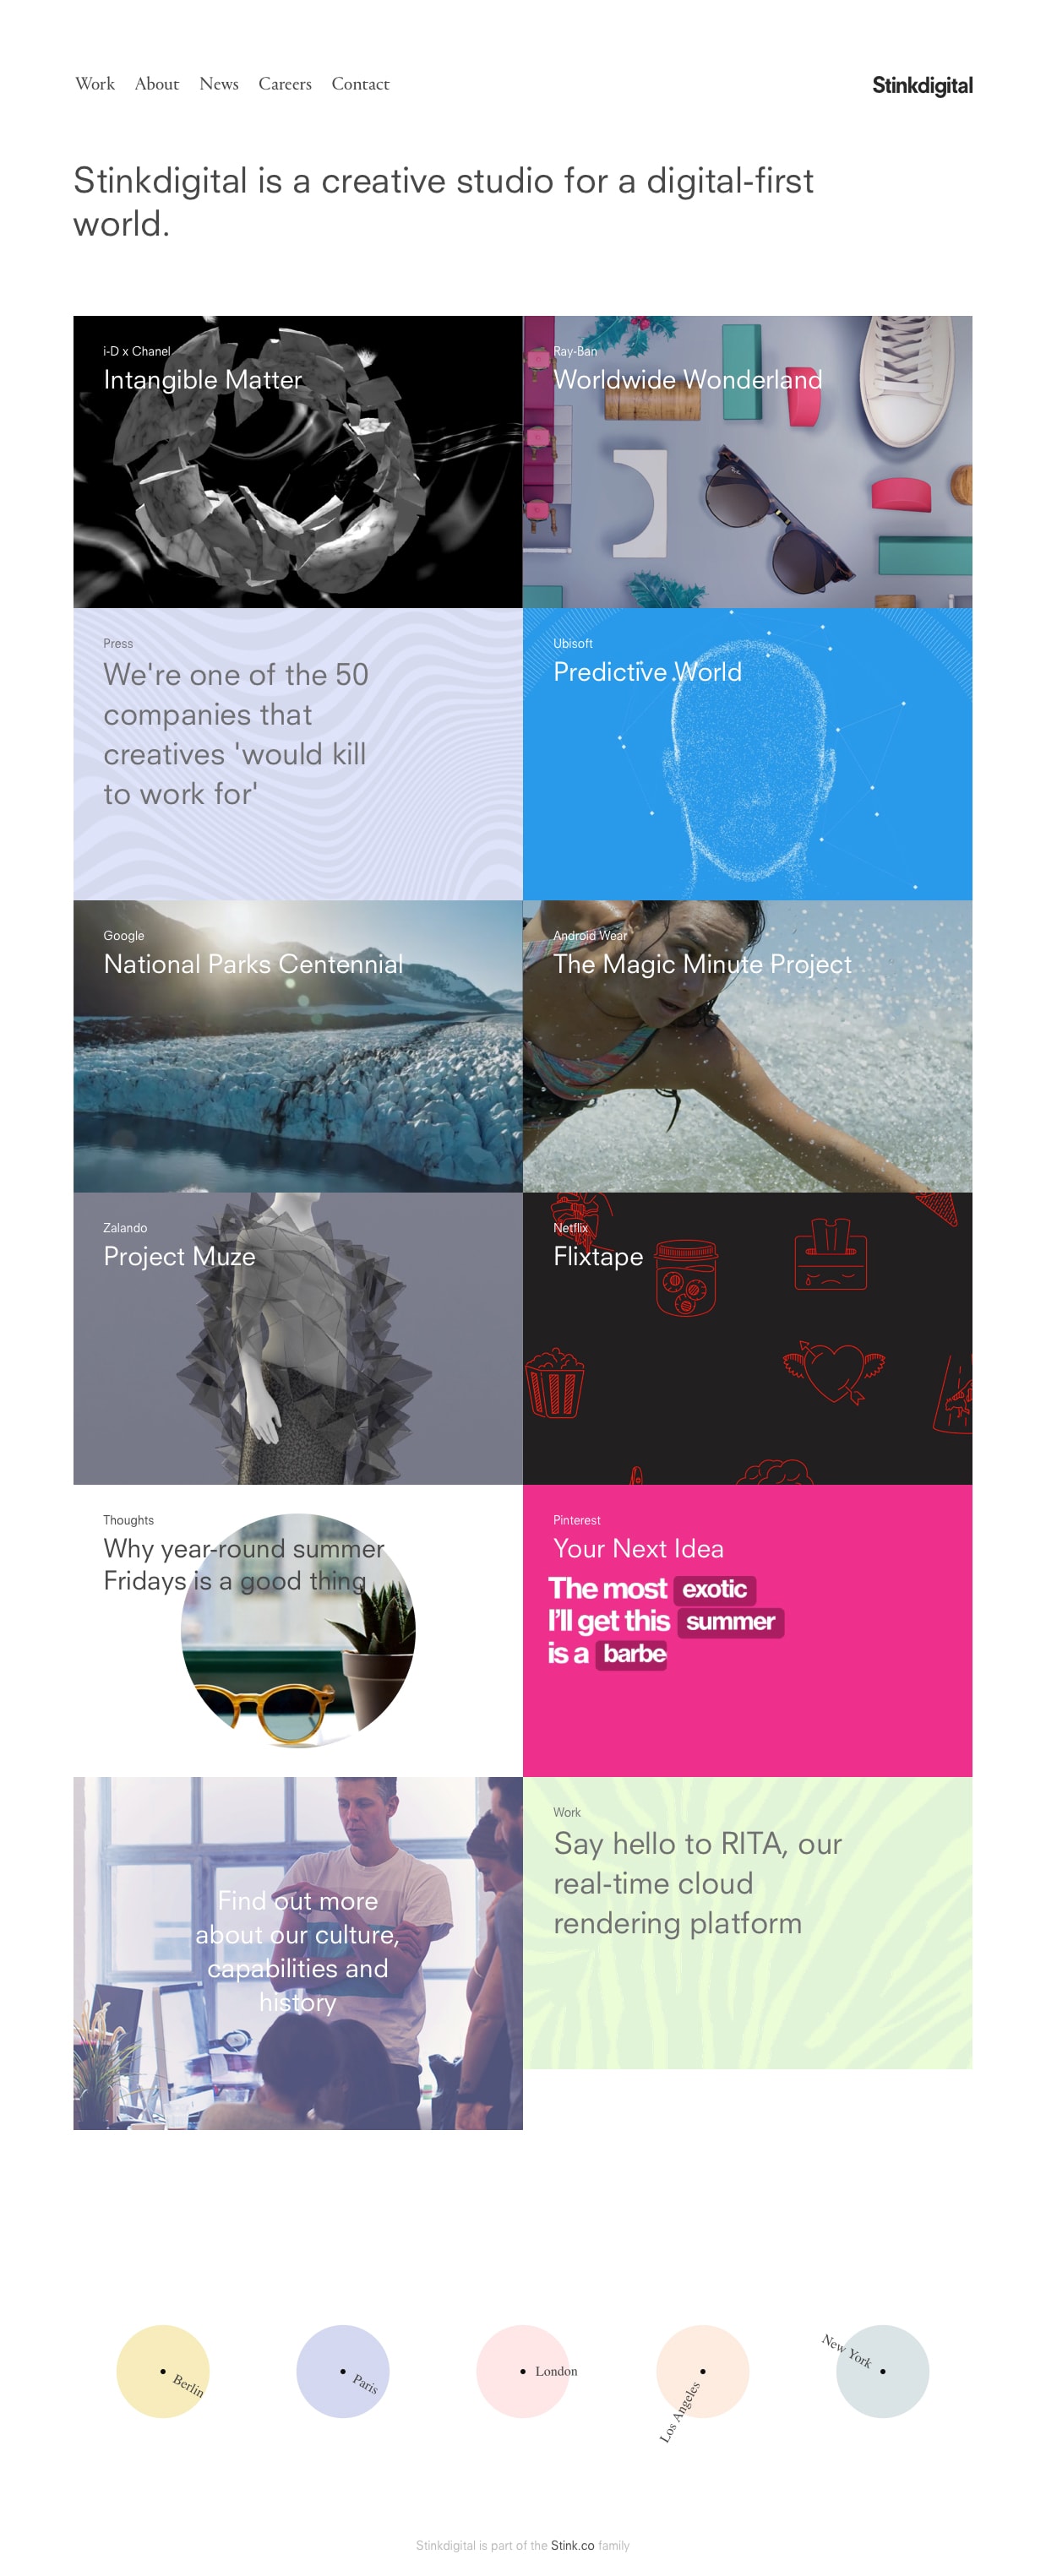 Work About News Careers Contact
Stinkdigital
Stinkdigital is a creative studio for a digital-first
world.
i-D x Chanel
Intangible Matter
Ray-Ban
Worldwide Wonderland
Press
We're one of the 50
companies that
creatives 'would kill
to work for'
Ubisoft
Predictive World
Google
National Parks Centennial
Android Wear
The Magic Minute Project
Zalando
Project Muze
Netflix
Flixtape
Thoughts
Why year-round summer
Fridays is a good thing
Pinterest
Your Next Idea
The most exotic
I'll get this summer
is a barbe
Find out more
about our culture,
capabilities and
history
Work
Say hello to RITA, our
real-time cloud
rendering platform
Berlin
Paris
London
Los Angeles
New York
Stinkdigital is part of the Stink.co family